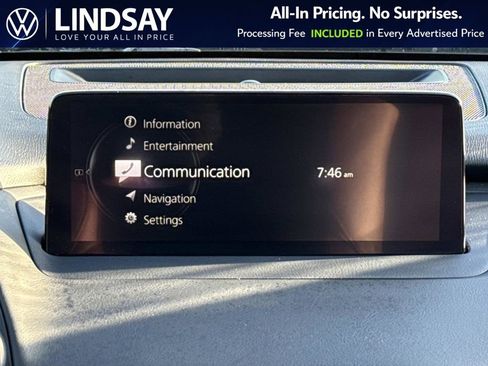 LINDSAY
LOVE YOUR ALL IN PRICE
All-In Pricing. No Surprises.
Processing Fee INCLUDED in Every Advertised Price
Information
Entertainment
Communication
7:46 am
Navigation
Settings